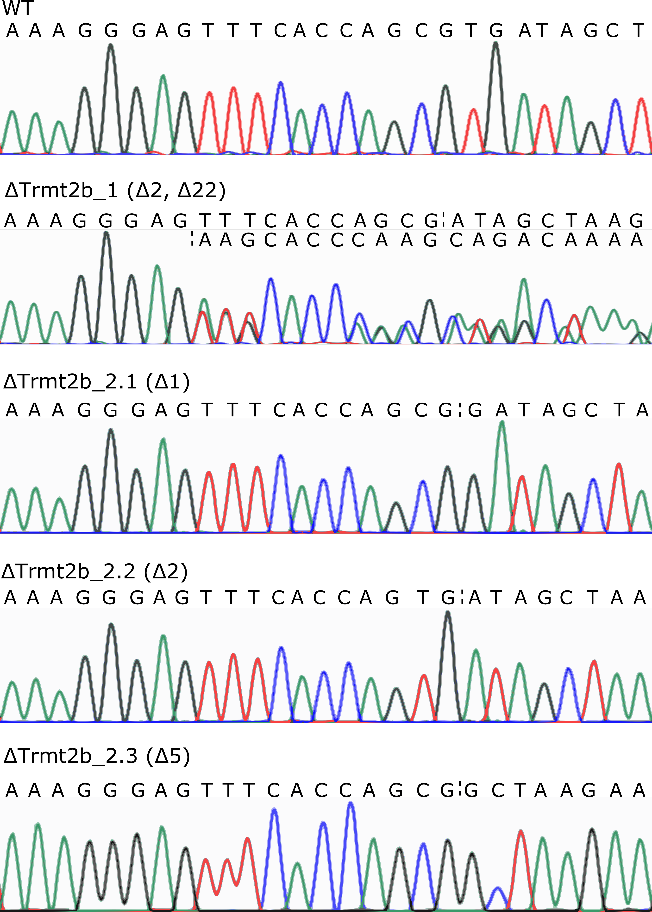 WT
A A A G G G A G T T T C A C C A G C G T G A T A G C T
ΔTrmt2b_1 (Δ2, Δ22)
A A A G G G A G T T T C A C C A G C G¦A T A G C T A A G
¦A A G C A C C C A A G C A G A C A A A A
ΔTrmt2b_2.1 (Δ1)
A A A G G G A G T T T C A C C A G C G¦G A T A G C T A
ΔTrmt2b_2.2 (Δ2)
A A A G G G A G T T T C A C C A G T G¦A T A G C T A A
ΔTrmt2b_2.3 (Δ5)
A A A G G G A G T T T C A C C A G C G¦G C T A A G A A